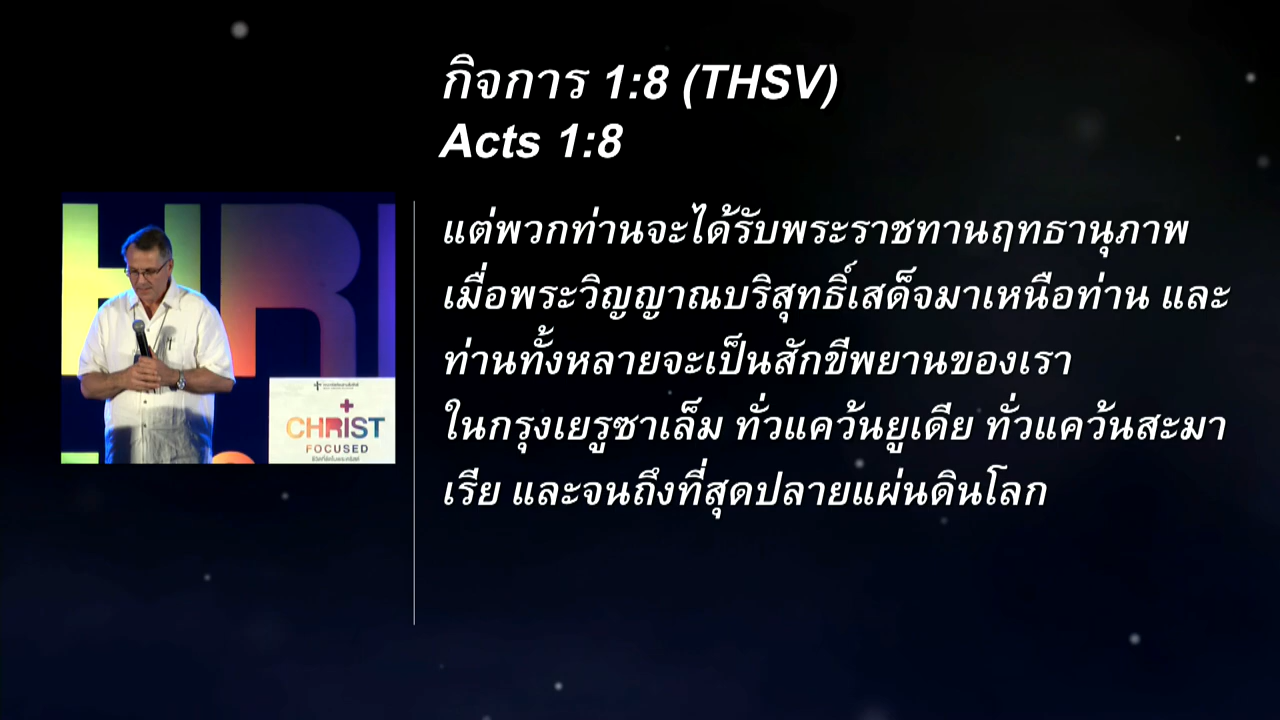 กิจการ 1:8 (THSV)
Acts 1:8
แต่พวกท่านจะได้รับพระราชทานฤทธานุภาพ
เมื่อพระวิญญาณบริสุทธิ์เสด็จมาเหนือท่าน และ
ท่านทั้งหลายจะเป็นสักขีพยานของเรา
ในกรุงเยรูซาเล็ม ทั่วแคว้นยูเดีย ทั่วแคว้นสะมา
เรีย และจนถึงที่สุดปลายแผ่นดินโลก
HRI
CHRIST
FOCUSED